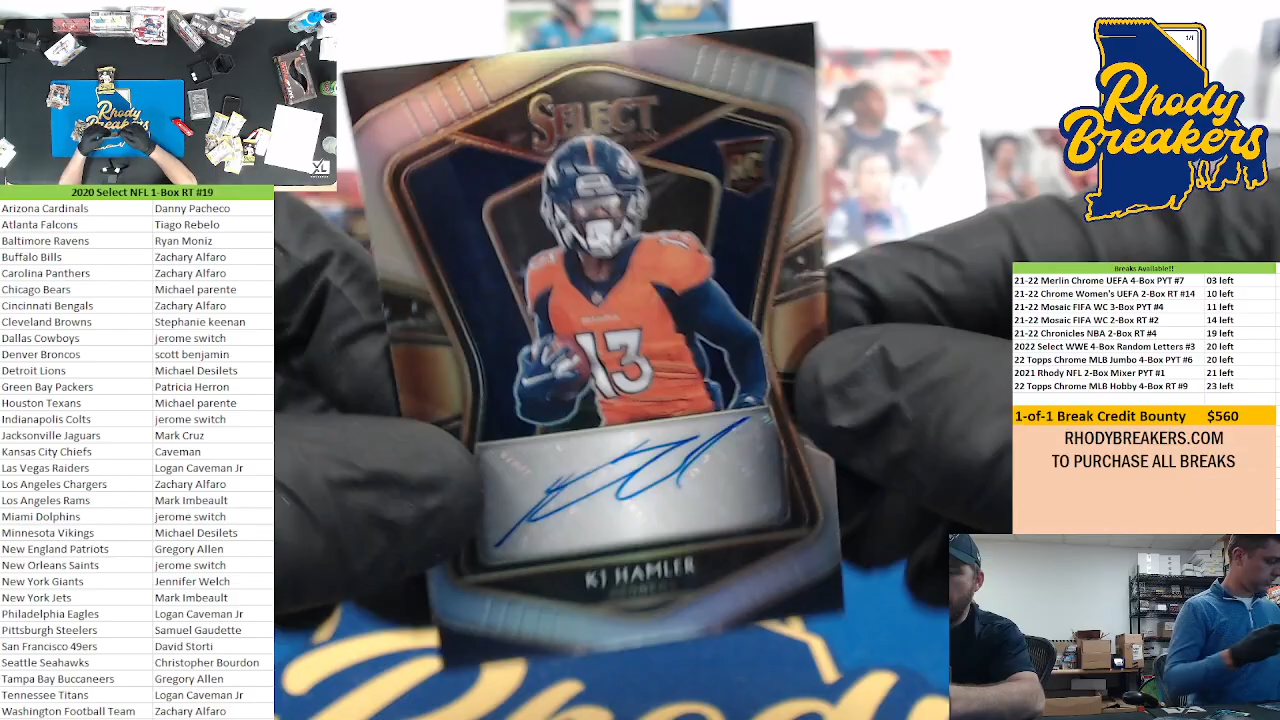 2020 Select NFL 1-Box RT #19
Arizona Cardinals Danny Pacheco
Atlanta Falcons Tiago Rebelo
Baltimore Ravens Ryan Moniz
Buffalo Bills Zachary Alfaro
Carolina Panthers Zachary Alfaro
Chicago Bears Michael parente
Cincinnati Bengals Zachary Alfaro
Cleveland Browns Stephanie keenan
Dallas Cowboys jerome switch
Denver Broncos scott benjamin
Detroit Lions Michael Desilets
Green Bay Packers Patricia Herron
Houston Texans Michael parente
Indianapolis Colts jerome switch
Jacksonville Jaguars Mark Cruz
Kansas City Chiefs Caveman
Las Vegas Raiders Logan Caveman Jr
Los Angeles Chargers Zachary Alfaro
Los Angeles Rams Mark Imbeault
Miami Dolphins jerome switch
Minnesota Vikings Michael Desilets
New England Patriots Gregory Allen
New Orleans Saints jerome switch
New York Giants Jennifer Welch
New York Jets Mark Imbeault
Philadelphia Eagles Logan Caveman Jr
Pittsburgh Steelers Samuel Gaudette
San Francisco 49ers David Storti
Seattle Seahawks Christopher Bourdon
Tampa Bay Buccaneers Gregory Allen
Tennessee Titans Logan Caveman Jr
Washington Football Team Zachary Alfaro
Rhody
Breakers
XL
SELECT
13
13
KJ HAMLER
Rhody
1/1
Rhody
Breakers
Breaks Available!!
21-22 Merlin Chrome UEFA 4-Box PYT #7 03 left
21-22 Chrome Women's UEFA 2-Box RT #14 10 left
21-22 Mosaic FIFA WC 3-Box PYT #4 11 left
21-22 Mosaic FIFA WC 2-Box RT #2 14 left
21-22 Chronicles NBA 2-Box RT #4 19 left
2022 Select WWE 4-Box Random Letters #3 20 left
22 Topps Chrome MLB Jumbo 4-Box PYT #6 20 left
2021 Rhody NFL 2-Box Mixer PYT #1 21 left
22 Topps Chrome MLB Hobby 4-Box RT #9 23 left
1-of-1 Break Credit Bounty $560
RHODYBREAKERS.COM
TO PURCHASE ALL BREAKS